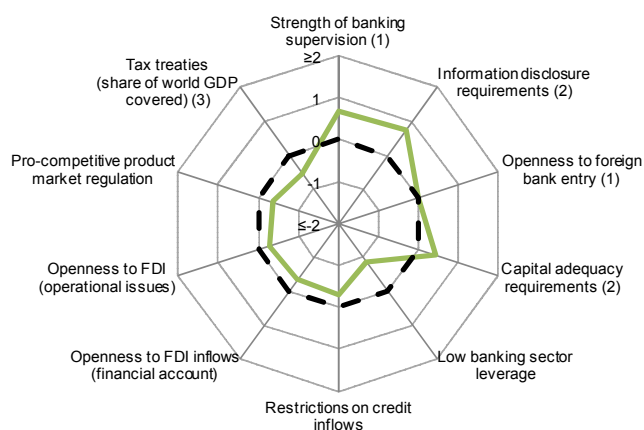 Strength of banking
supervision (1)
≥2
1
0
-1
≤-2
Information disclosure
requirements (2)
Openness to foreign
bank entry (1)
Capital adequacy
requirements (2)
Low banking sector
leverage
Restrictions on credit
inflows
Openness to FDI inflows
(financial account)
Openness to FDI
(operational issues)
Pro-competitive product
market regulation
Tax treaties
(share of world GDP
covered) (3)